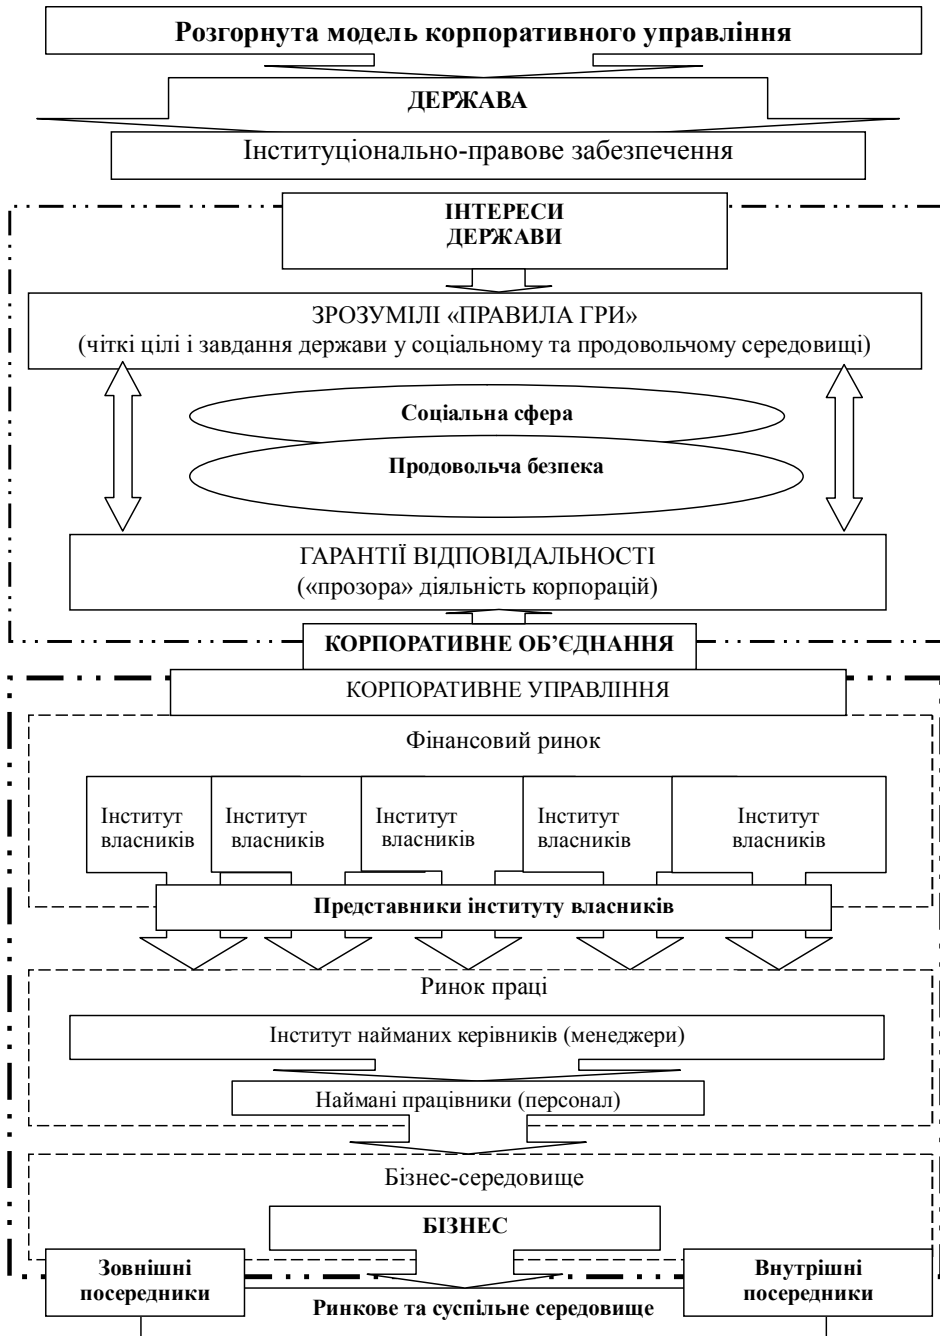 Розгорнута модель корпоративного управління
ДЕРЖАВА
Інституціонально-правове забезпечення
ІНТЕРЕСИ
ДЕРЖАВИ
ЗРОЗУМІЛІ «ПРАВИЛА ГРИ»
(чіткі цілі і завдання держави у соціальному та продовольчому середовищі)
Соціальна сфера
Продовольча безпека
ГАРАНТІЇ ВІДПОВІДАЛЬНОСТІ
(«прозора» діяльність корпорацій)
КОРПОРАТИВНЕ ОБ’ЄДНАННЯ
КОРПОРАТИВНЕ УПРАВЛІННЯ
Фінансовий ринок
Інститут
власників
Інститут
власників
Інститут
власників
Інститут
власників
Інститут
власників
Представники інституту власників
Ринок праці
Інститут найманих керівників (менеджери)
Наймані працівники (персонал)
Бізнес-середовище
БІЗНЕС
Зовнішні
посередники
Внутрішні
посередники
Ринкове та суспільне середовище